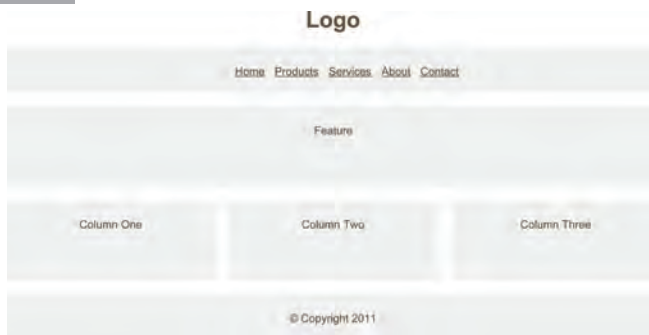 Logo
Home Products Services About Contact
Feature
Column One Column Two Column Three
© Copyright 2011